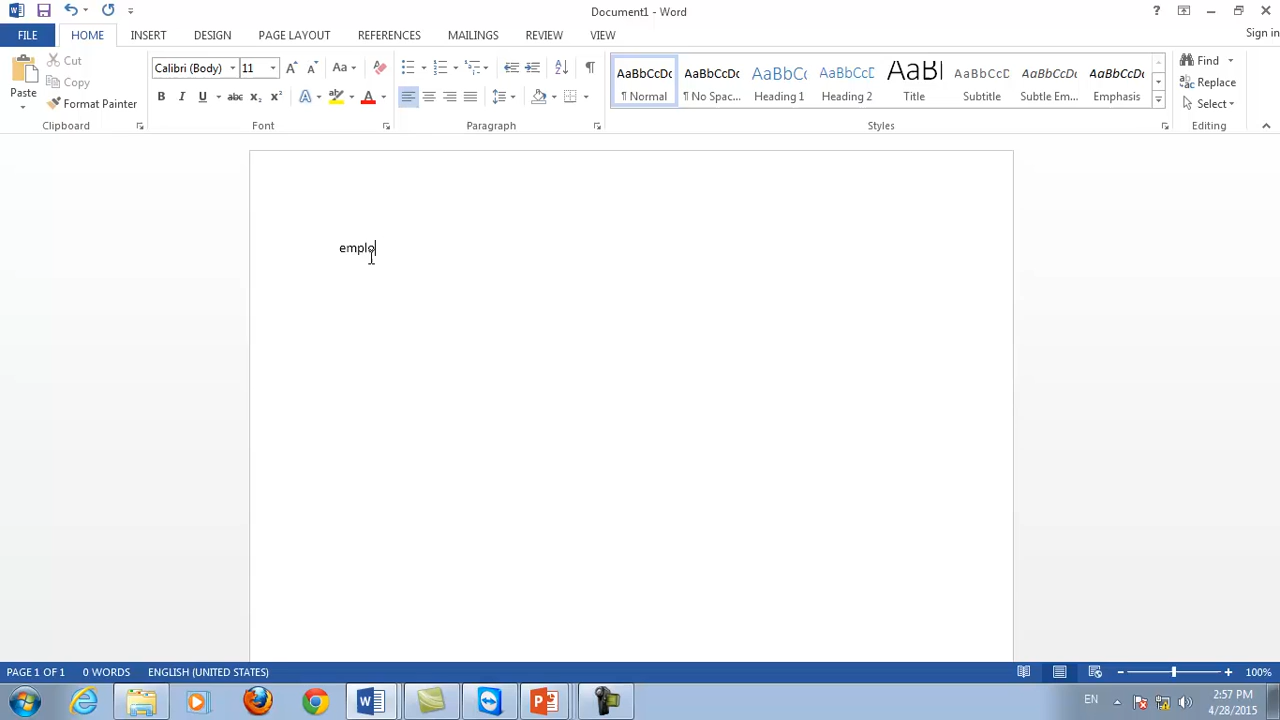 Document1 - Word
Sign in
FILE HOME INSERT DESIGN PAGE LAYOUT REFERENCES MAILINGS REVIEW VIEW
Paste
Cut
Copy
Format Painter
Clipboard
Calibri (Body) 11
Font
Paragraph
AaBbCcDc AaBbCcDc AaBbCc AaBbCcD AaBI AaBbCcD AaBbCcDc AaBbCcDc
¶ Normal ¶ No Spac... Heading 1 Heading 2 Title Subtitle Subtle Em... Emphasis
Styles
Find
Replace
Select
Editing
emplo
PAGE 1 OF 1 0 WORDS ENGLISH (UNITED STATES) 100%
EN 2:57 PM
4/28/2015